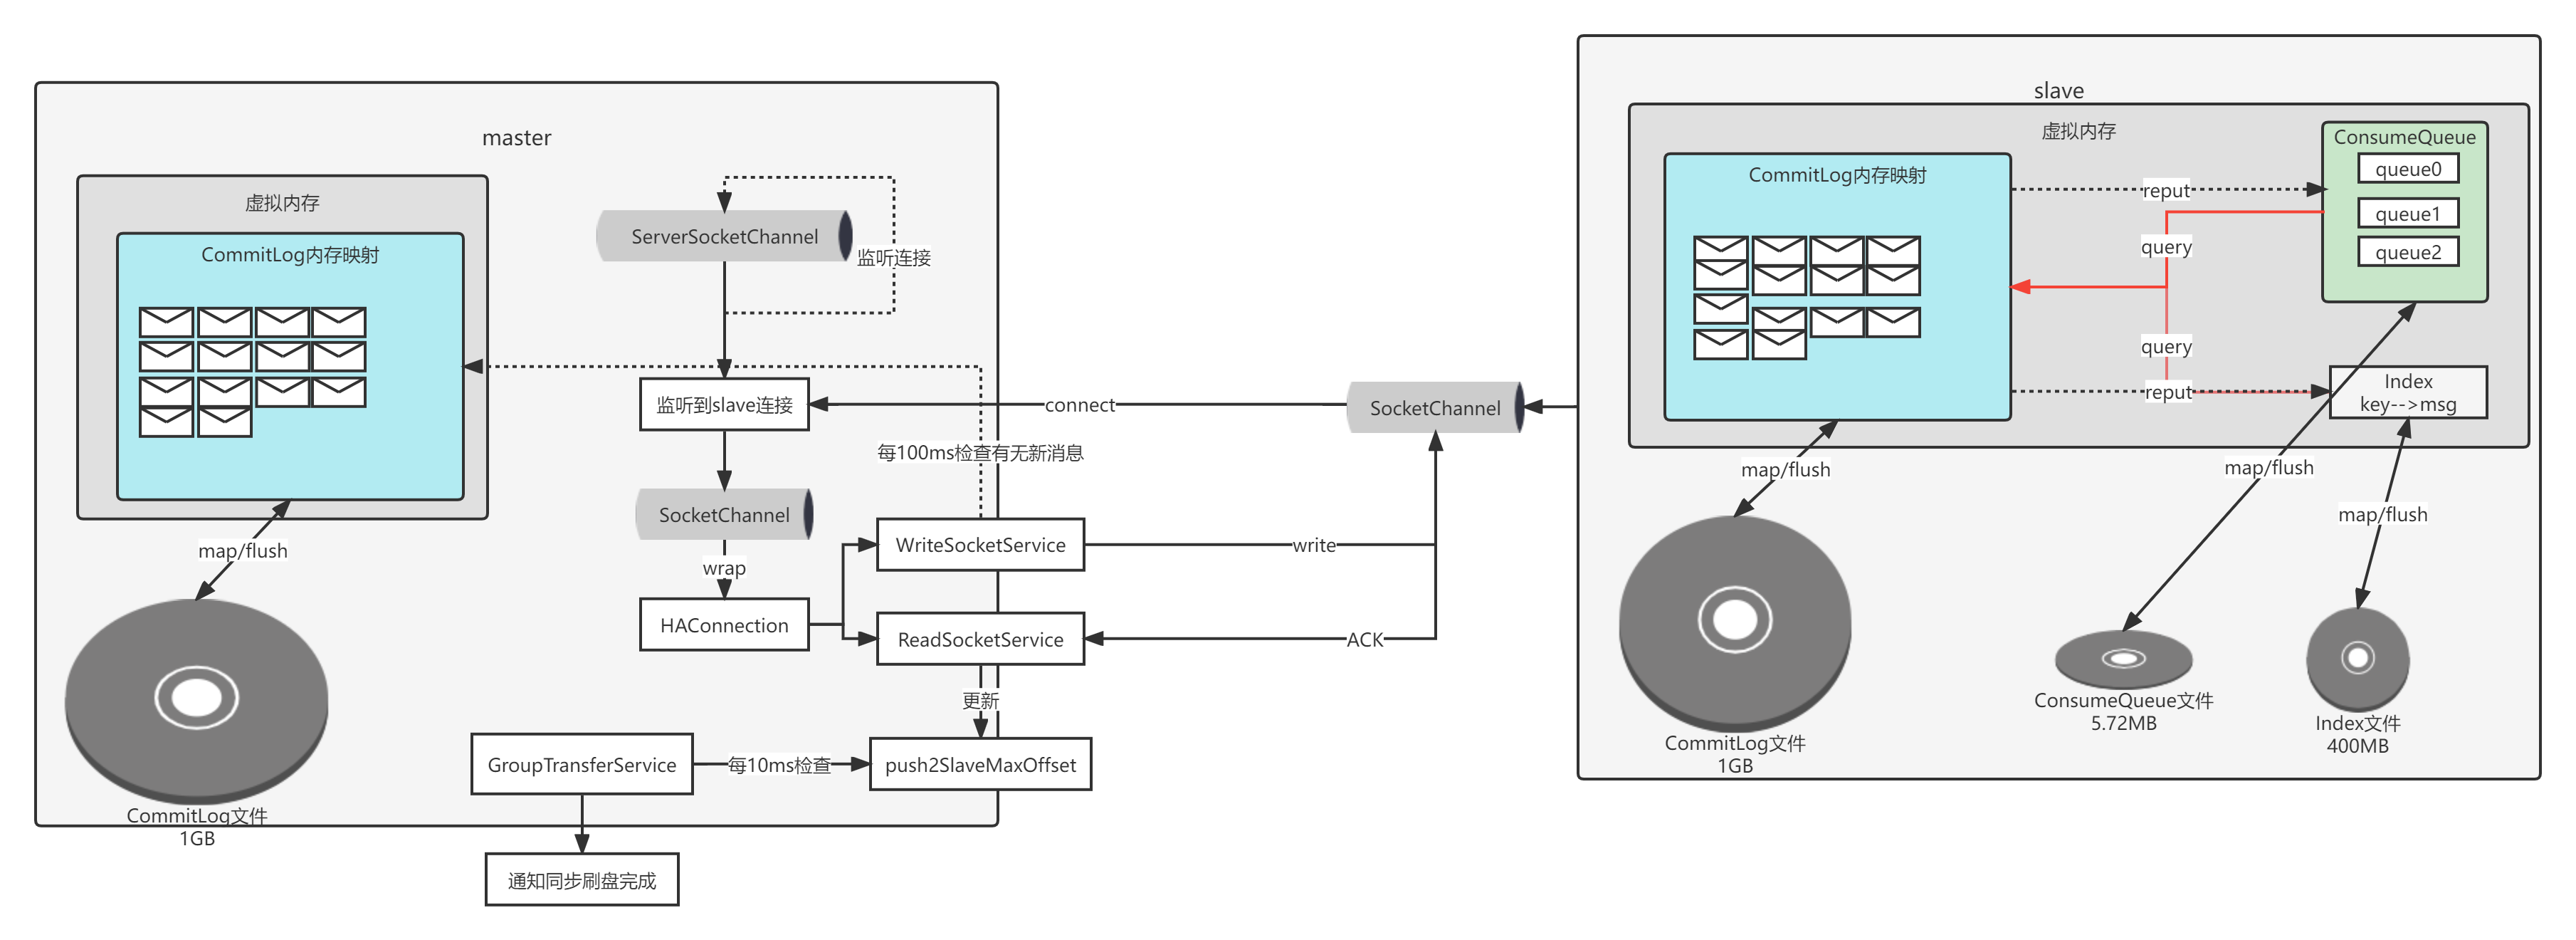 master
虚拟内存
CommitLog内存映射
map/flush
CommitLog文件
1GB
ServerSocketChannel
监听连接
监听到slave连接
每100ms检查有无新消息
SocketChannel
wrap
HAConnection
WriteSocketService
ReadSocketService
更新
GroupTransferService
每10ms检查
push2SlaveMaxOffset
通知同步刷盘完成
connect
SocketChannel
write
ACK
slave
虚拟内存
CommitLog内存映射
ConsumeQueue
queue0
queue1
queue2
reput
query
query
reput
Index
key-->msg
map/flush
map/flush
map/flush
CommitLog文件
1GB
ConsumeQueue文件
5.72MB
Index文件
400MB